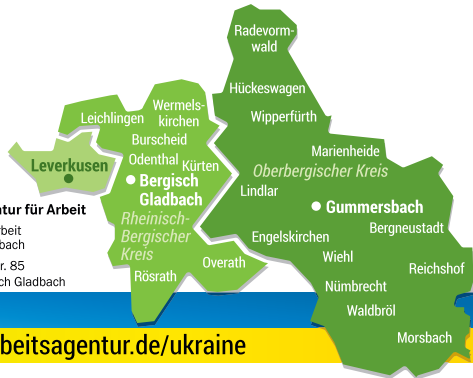 Radevorm-
wald
Hückeswagen
Wipperfürth
Wermels-
kirchen
Leichlingen
Burscheid
Odenthal
Kürten
Leverkusen
Bergisch
Gladbach
Rheinisch-
Bergischer
Kreis
Rösrath
Overath
Marienheide
Oberbergischer Kreis
Lindlar
Gummersbach
Bergneustadt
Engelskirchen
Wiehl
Reichshof
Nümbrecht
Waldbröl
Morsbach
ntur für Arbeit
rbeit
bach
r. 85
ch Gladbach
beitsagentur.de/ukraine